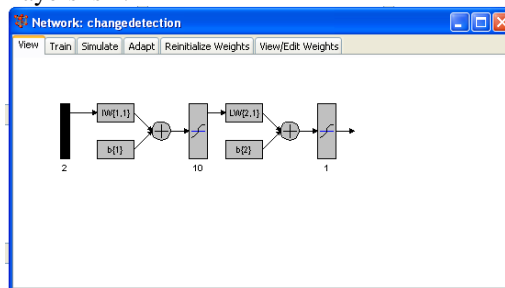 Network: changedetection
View Train Simulate Adapt Reinitialize Weights View/Edit Weights
IW{1,1} LW{2,1}
b{1} b{2}
2 10 1